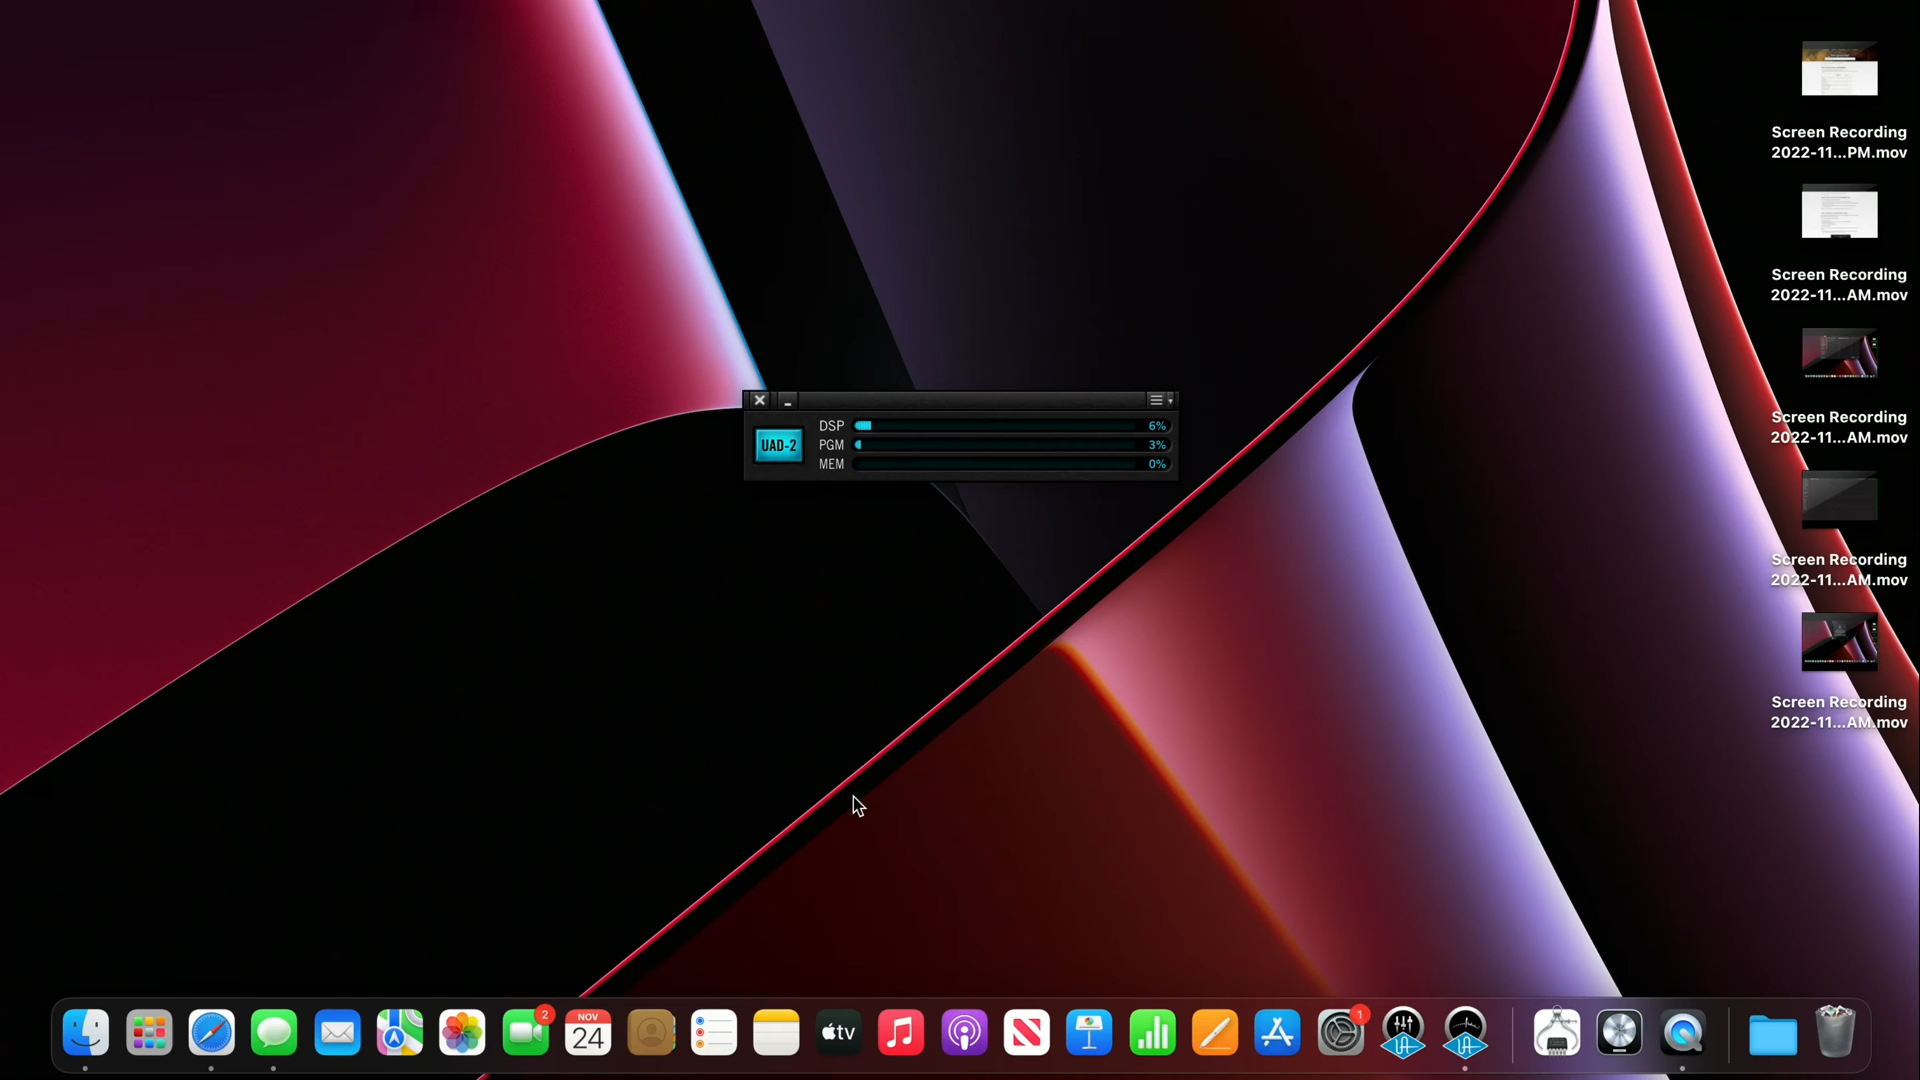 Screen Recording
2022-11...PM.mov
Screen Recording
2022-11...AM.mov
Screen Recording
2022-11...AM.mov
Screen Recording
2022-11...AM.mov
Screen Recording
2022-11...AM.mov
UAD-2
DSP 6%
PGM 3%
MEM 0%
2
NOV
24
tv
1